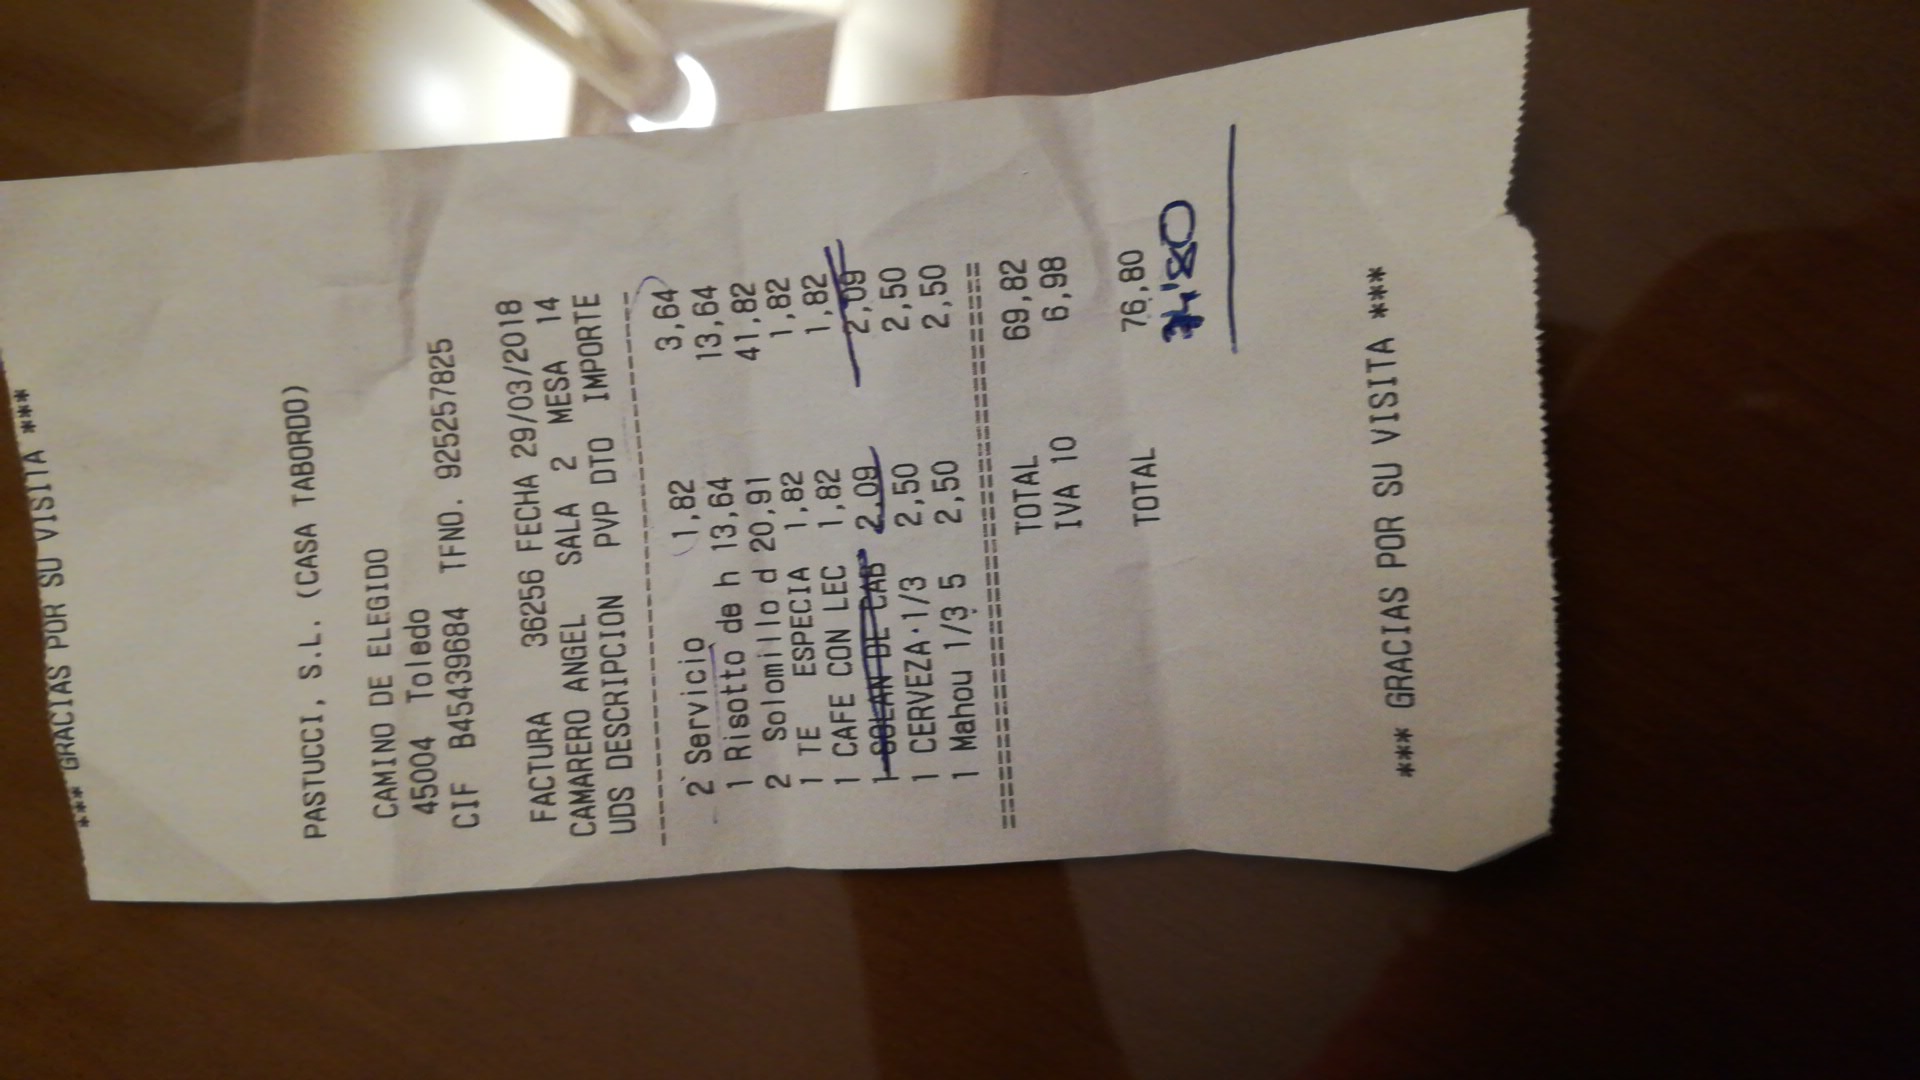 *** GRACIAS POR SU VISITA ***
PASTUCCI, S.L. (CASA TABORDO)
CAMINO DE ELEGIDO
45004 Toledo
CIF B45439684 TFNO. 925257825
FACTURA 36256 FECHA 29/03/2018
CAMARERO ANGEL SALA 2 MESA 14
UDS DESCRIPCION PVP DTO IMPORTE
2 Servicio 1,82 3,64
1 Risotto de h 13,64 13,64
2 Solomillo d 20,91 41,82
1 TE ESPECIA 1,82 1,82
1 CAFE CON LEC 1,82 1,82
1 SOLAN DE CAB 2,09 2,09
1 CERVEZA 1/3 2,50 2,50
1 Mahou 1/3 5 2,50 2,50
TOTAL 69,82
IVA 10 6,98
TOTAL 76,80
74'80
*** GRACIAS POR SU VISITA ***